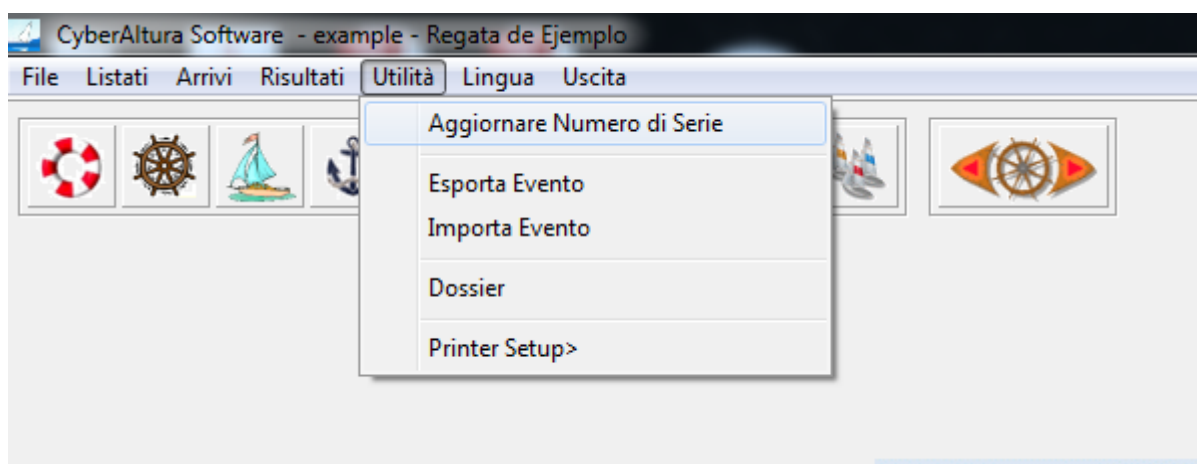 CyberAltura Software - example - Regata de Ejemplo
File Listati Arrivi Risultati Utilità Lingua Uscita
Aggiornare Numero di Serie
Esporta Evento
Importa Evento
Dossier
Printer Setup>